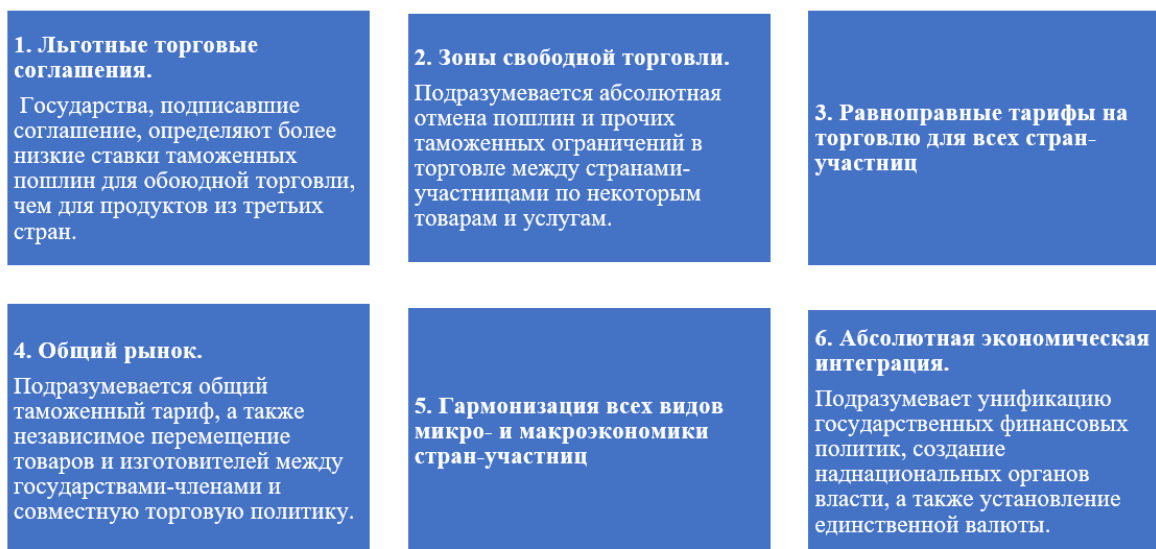 1. Льготные торговые
соглашения.
Государства, подписавшие
соглашение, определяют более
низкие ставки таможенных
пошлин для обоюдной торговли,
чем для продуктов из третьих
стран.
2. Зоны свободной торговли.
Подразумевается абсолютная
отмена пошлин и прочих
таможенных ограничений в
торговле между странами-
участницами по некоторым
товарам и услугам.
3. Равноправные тарифы на
торговлю для всех стран-
участниц
4. Общий рынок.
Подразумевается общий
таможенный тариф, а также
независимое перемещение
товаров и изготовителей между
государствами-членами и
совместную торговую политику.
5. Гармонизация всех видов
микро- и макроэкономики
стран-участниц
6. Абсолютная экономическая
интеграция.
Подразумевает унификацию
государственных финансовых
политик, создание
наднациональных органов
власти, а также установление
единственной валюты.